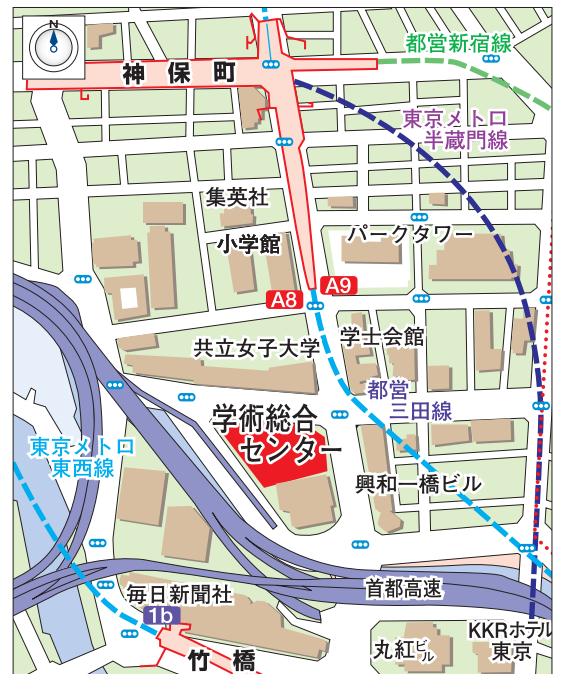 N
都営新宿線
神保町
東京メトロ
半蔵門線
集英社
小学館
パークタワー
A8
A9
共立女子大学
学士会館
都営
三田線
学術総合
センター
東京メトロ
東西線
興和一橋ビル
首都高速
毎日新聞社
1b
竹橋
丸紅ビル
KKRホテル
東京